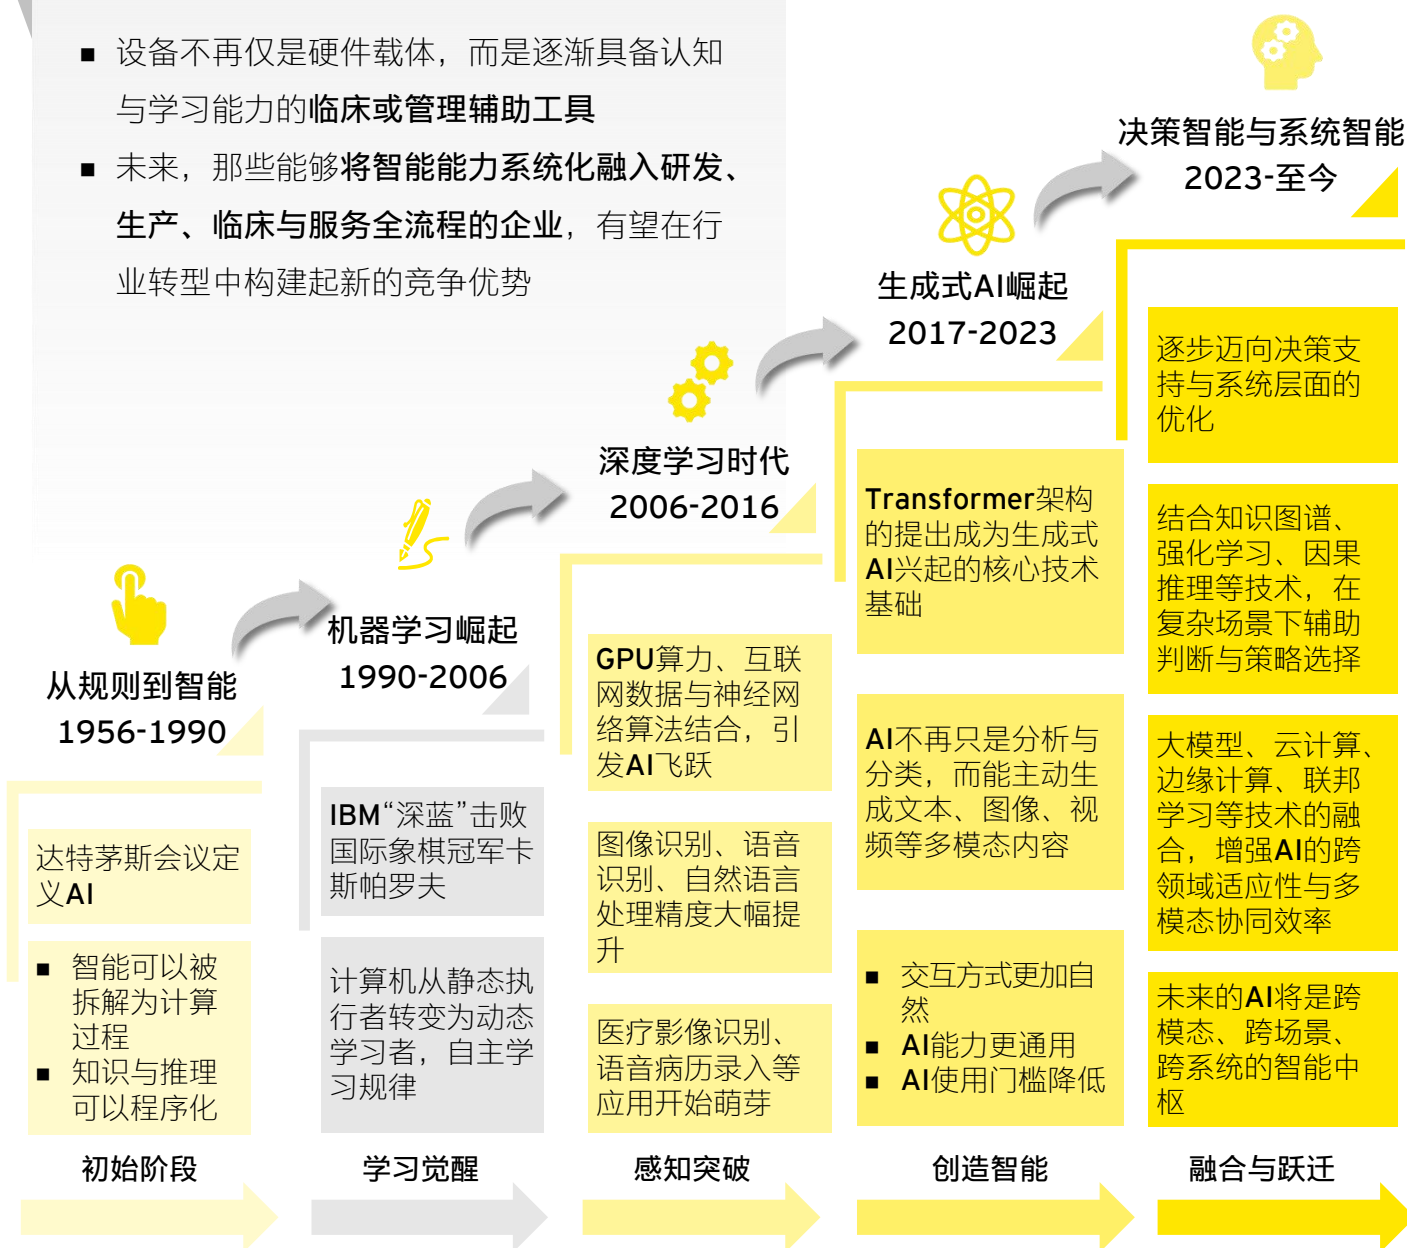 ■ 设备不再仅是硬件载体，而是逐渐具备认知
与学习能力的临床或管理辅助工具
■ 未来，那些能够将智能能力系统化融入研发、
生产、临床与服务全流程的企业，有望在行
业转型中构建起新的竞争优势
从规则到智能
1956-1990
达特茅斯会议定
义AI
■ 智能可以被
拆解为计算
过程
■ 知识与推理
可以程序化
初始阶段
机器学习崛起
1990-2006
IBM“深蓝”击败
国际象棋冠军卡
斯帕罗夫
计算机从静态执
行者转变为动态
学习者，自主学
习规律
学习觉醒
深度学习时代
2006-2016
GPU算力、互联
网数据与神经网
络算法结合，引
发AI飞跃
图像识别、语音
识别、自然语言
处理精度大幅提
升
医疗影像识别、
语音病历录入等
应用开始萌芽
感知突破
生成式AI崛起
2017-2023
Transformer架构
的提出成为生成式
AI兴起的核心技术
基础
AI不再只是分析与
分类，而能主动生
成文本、图像、视
频等多模态内容
■ 交互方式更加自
然
■ AI能力更通用
■ AI使用门槛降低
创造智能
决策智能与系统智能
2023-至今
逐步迈向决策支
持与系统层面的
优化
结合知识图谱、
强化学习、因果
推理等技术，在
复杂场景下辅助
判断与策略选择
大模型、云计算、
边缘计算、联邦
学习等技术的融
合，增强AI的跨
领域适应性与多
模态协同效率
未来的AI将是跨
模态、跨场景、
跨系统的智能中
枢
融合与跃迁